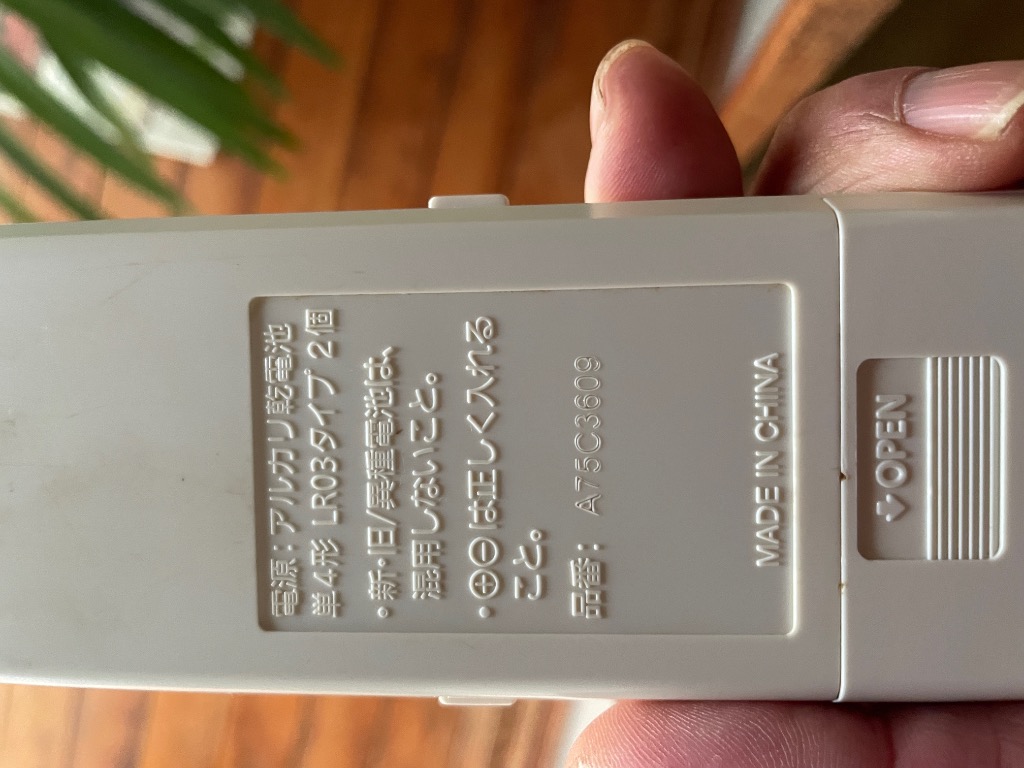 電源：アルカリ乾電池
単4形 LR03タイプ 2個
・新・旧/異種電池は、
混用しないこと。
・⊕⊖は正しく入れる
こと。
品番： A75C3609
MADE IN CHINA
OPEN